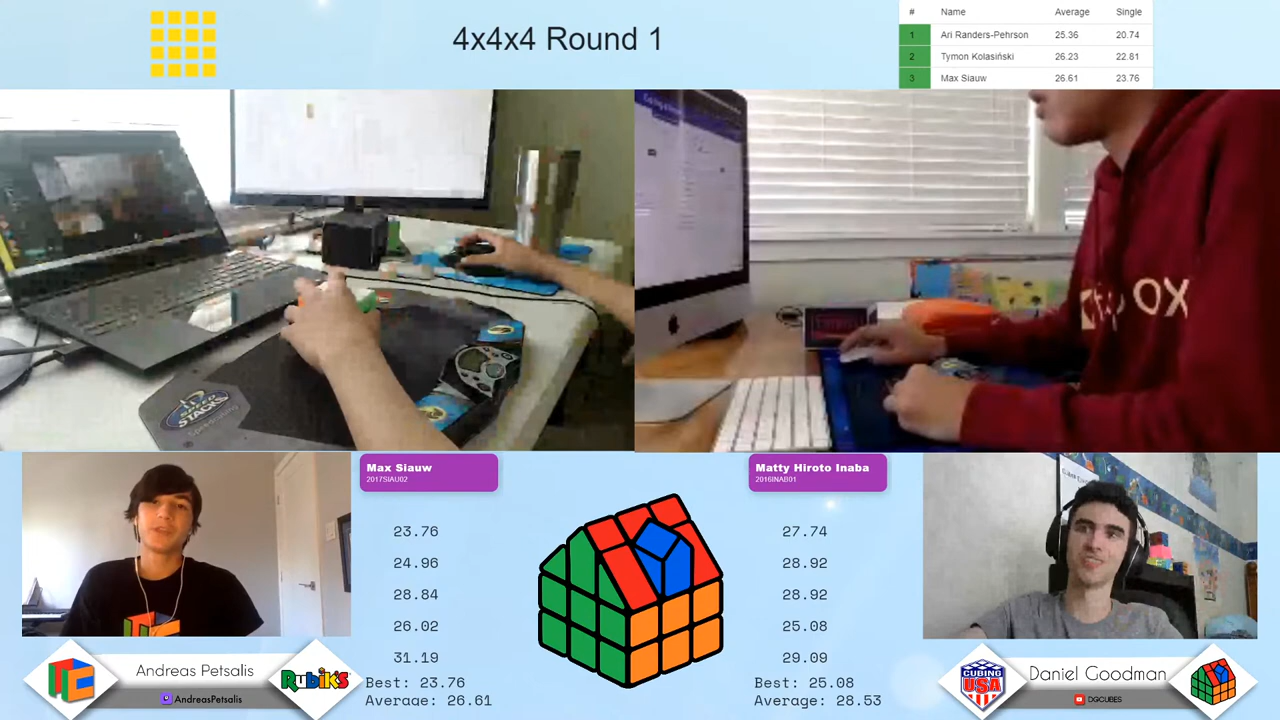 4x4x4 Round 1
# Name Average Single
1 Ari Randers-Pehrson 25.36 20.74
2 Tymon Kolasiński 26.23 22.81
3 Max Siauw 26.61 23.76
SPEED
STACKS
Max Siauw
2017SIAU02
23.76
24.96
28.84
26.02
31.19
Best: 23.76
Average: 26.61
Matty Hiroto Inaba
2016INAB01
27.74
28.92
28.92
25.08
29.09
Best: 25.08
Average: 28.53
Andreas Petsalis
AndreasPetsalis
RUBIK'S
CUBING
USA
Daniel Goodman
DGCUBES